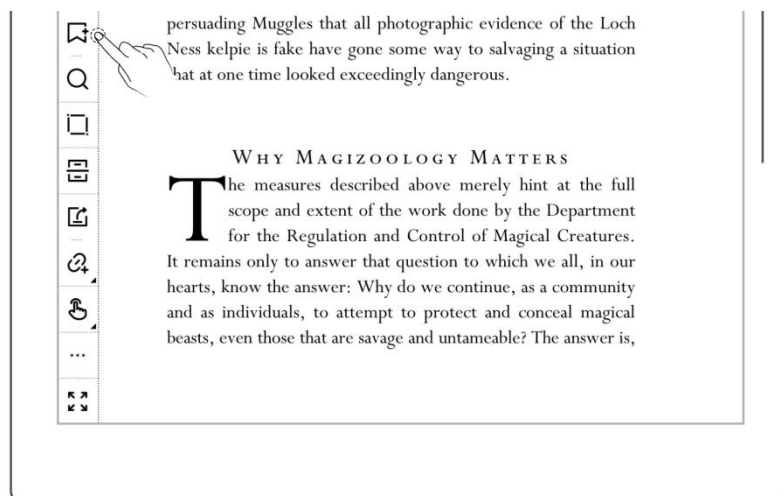 persuading Muggles that all photographic evidence of the Loch
Ness kelpie is fake have gone some way to salvaging a situation
hat at one time looked exceedingly dangerous.
WHY MAGIZOOLOGY MATTERS
The measures described above merely hint at the full
scope and extent of the work done by the Department
for the Regulation and Control of Magical Creatures.
It remains only to answer that question to which we all, in our
hearts, know the answer: Why do we continue, as a community
and as individuals, to attempt to protect and conceal magical
beasts, even those that are savage and untameable? The answer is,